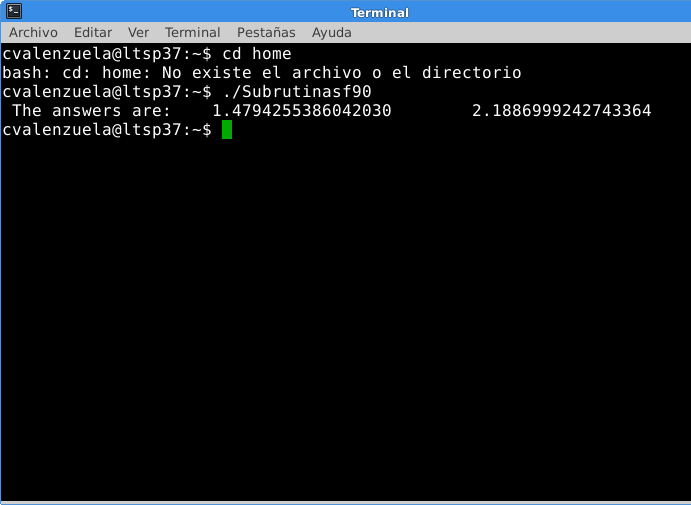 Terminal
Archivo Editar Ver Terminal Pestañas Ayuda
cvalenzuela@ltsp37:~$ cd home
bash: cd: home: No existe el archivo o el directorio
cvalenzuela@ltsp37:~$ ./Subrutinasf90
The answers are: 1.4794255386042030 2.1886999242743364
cvalenzuela@ltsp37:~$